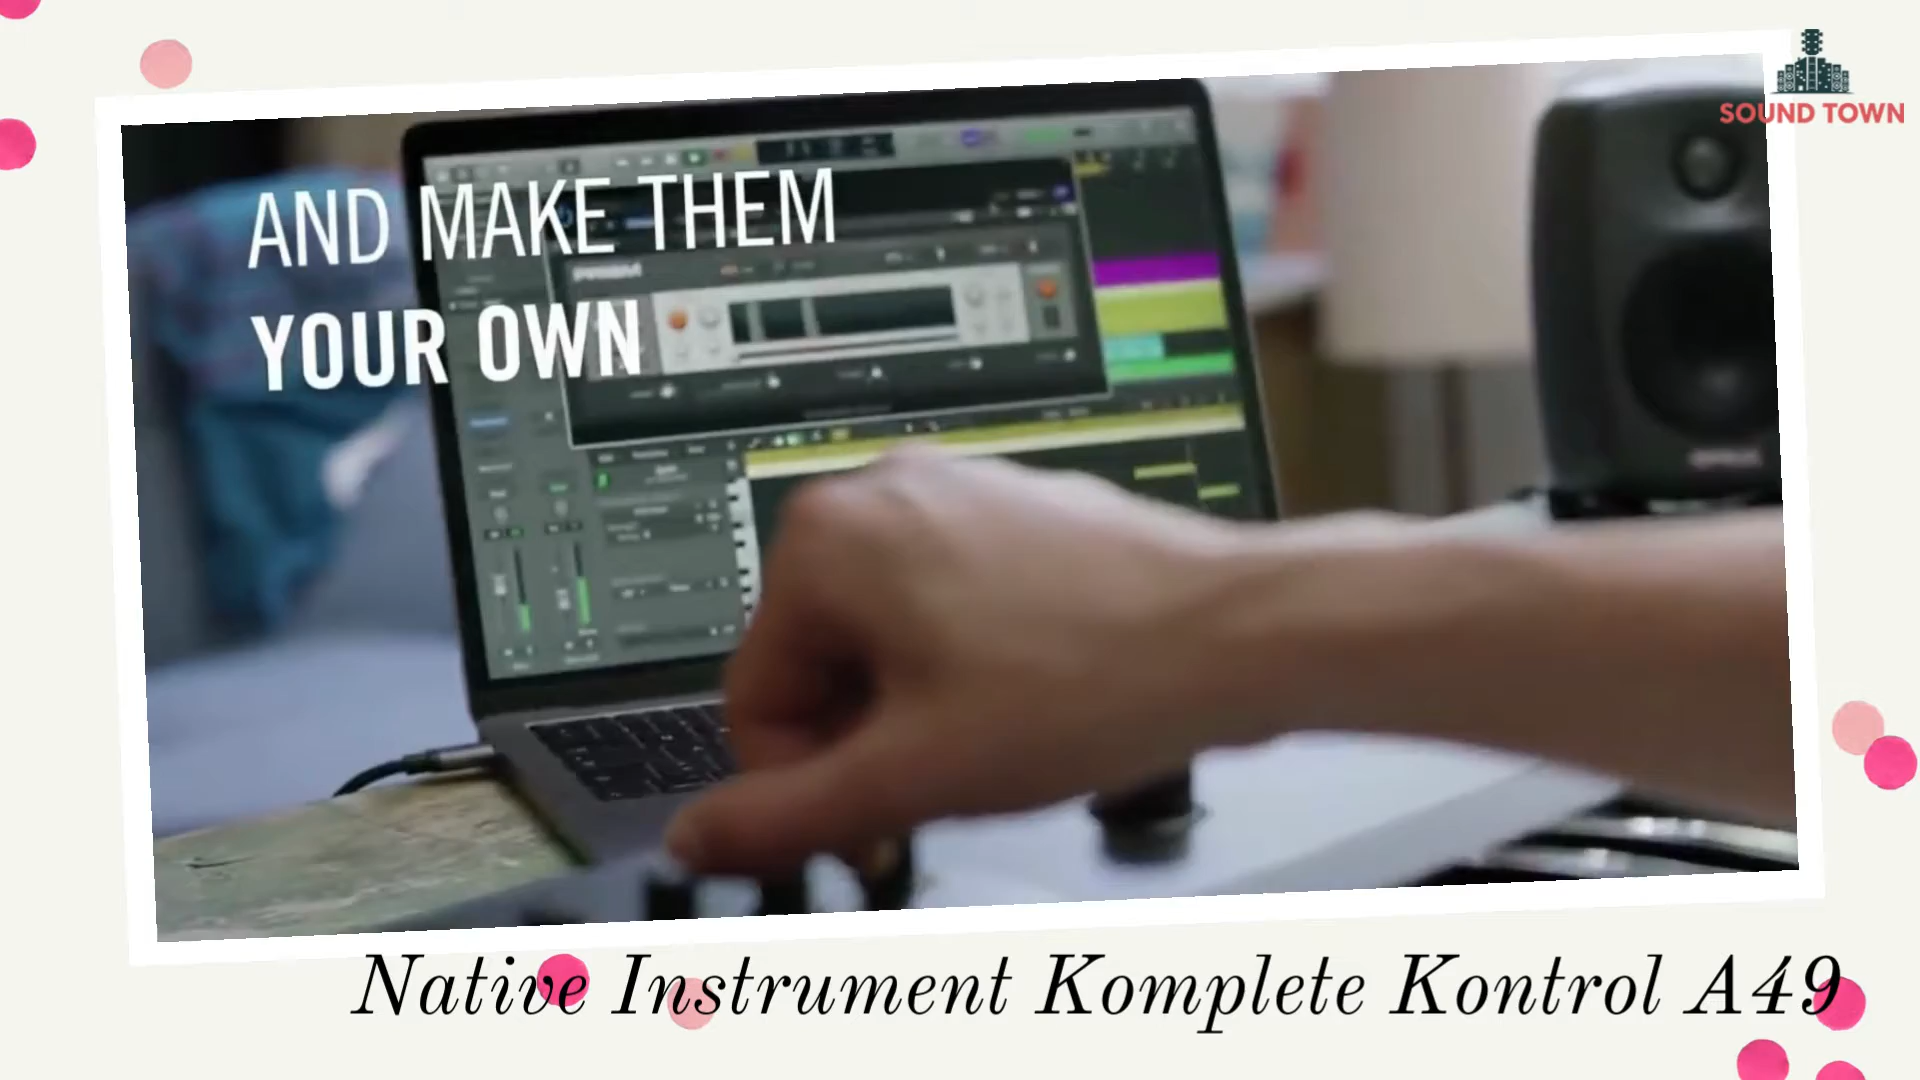 SOUND TOWN
AND MAKE THEM
YOUR OWN
Native Instrument Komplete Kontrol A49